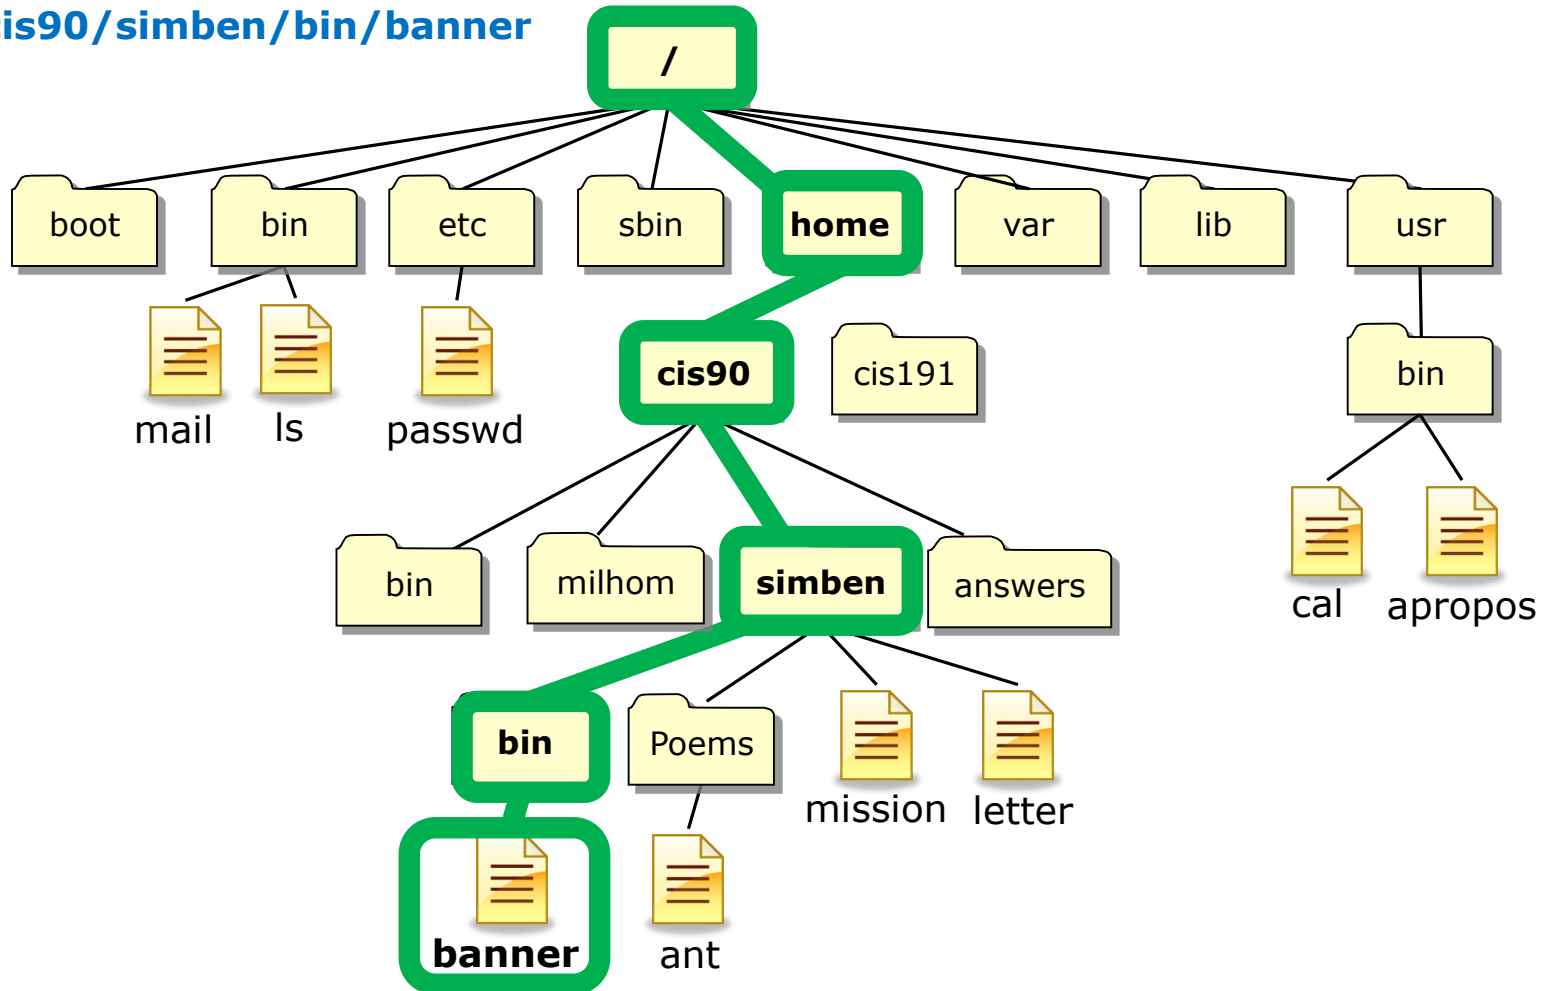 is90/simben/bin/banner
/
boot bin etc sbin home var lib usr
cis90 cis191 bin
mail ls passwd
bin milhom simben answers
cal apropos
bin Poems
mission letter
banner ant